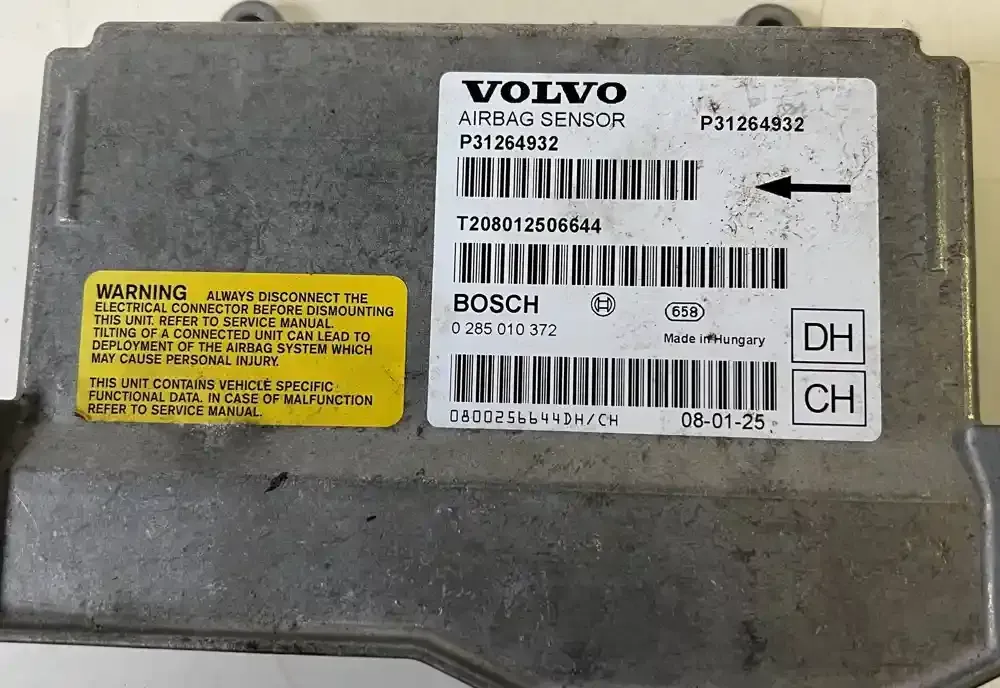 VOLVO
AIRBAG SENSOR
P31264932
P31264932
T208012506644
BOSCH
658
0 285 010 372
Made in Hungary
DH
CH
0800256644DH/CH
08-01-25
WARNING ALWAYS DISCONNECT THE
ELECTRICAL CONNECTOR BEFORE DISMOUNTING
THIS UNIT. REFER TO SERVICE MANUAL.
TILTING OF A CONNECTED UNIT CAN LEAD TO
DEPLOYMENT OF THE AIRBAG SYSTEM WHICH
MAY CAUSE PERSONAL INJURY.
THIS UNIT CONTAINS VEHICLE SPECIFIC
FUNCTIONAL DATA. IN CASE OF MALFUNCTION
REFER TO SERVICE MANUAL.